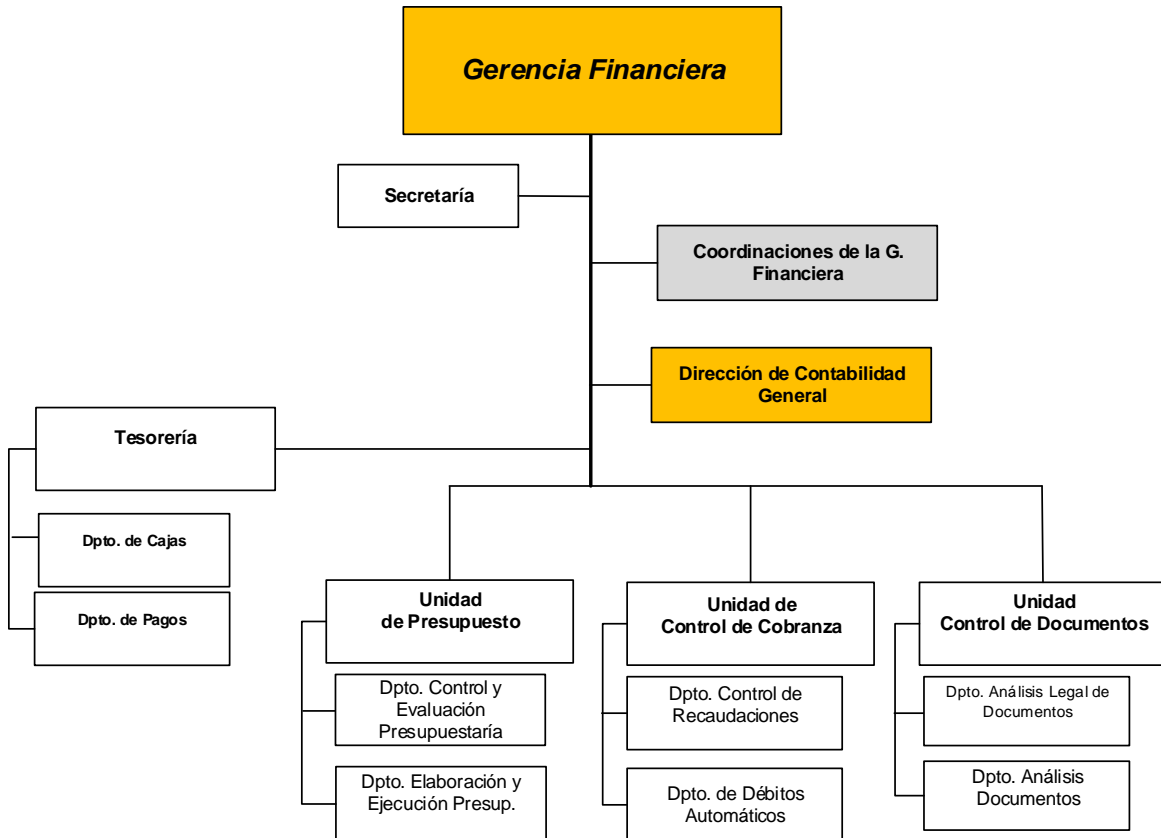 Gerencia Financiera
Secretaría
Coordinaciones de la G.
Financiera
Dirección de Contabilidad
General
Tesorería
Dpto. de Cajas
Dpto. de Pagos
Unidad
de Presupuesto
Dpto. Control y
Evaluación
Presupuestaría
Dpto. Elaboración y
Ejecución Presup.
Unidad de
Control de Cobranza
Dpto. Control de
Recaudaciones
Dpto. de Débitos
Automáticos
Unidad
Control de Documentos
Dpto. Análisis Legal de
Documentos
Dpto. Análisis
Documentos